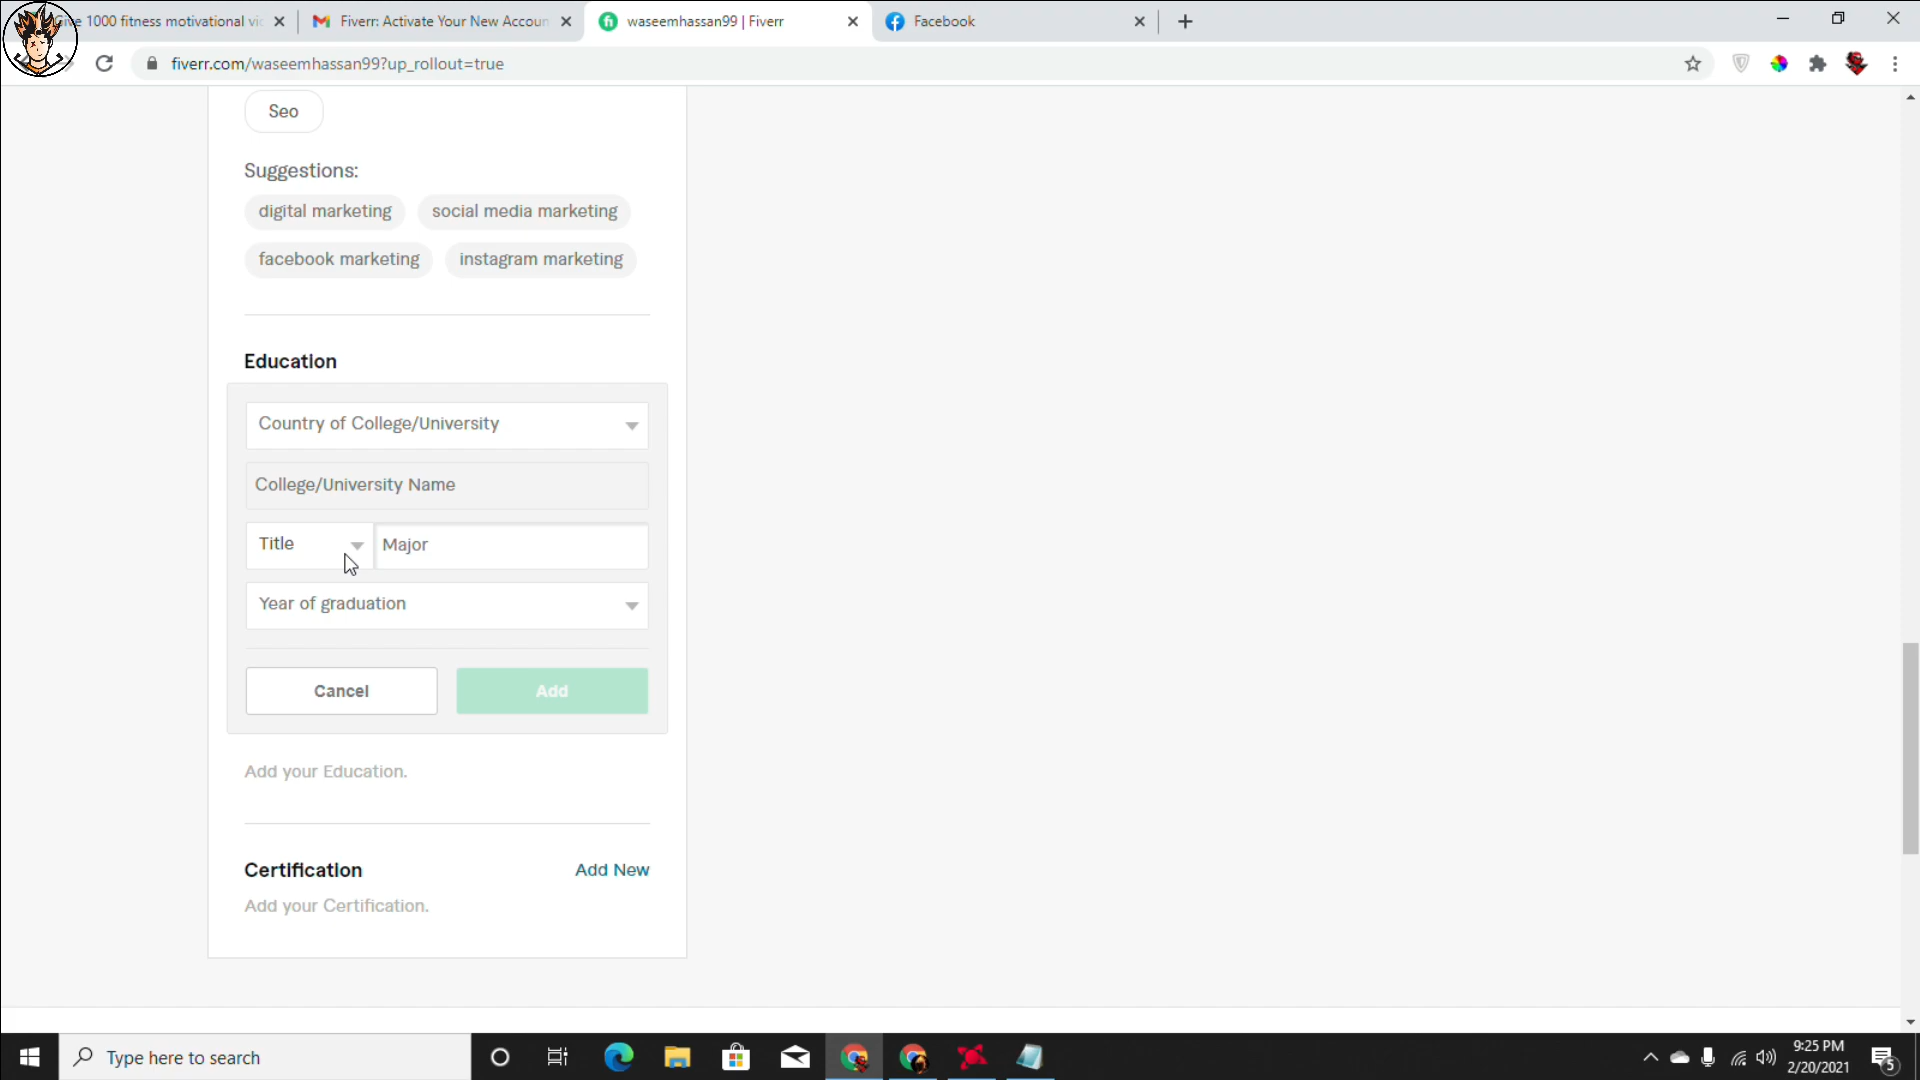 Give 1000 fitness motivational vi
Fiverr: Activate Your New Accoun
waseemhassan99 | Fiverr
Facebook
fiverr.com/waseemhassan99?up_rollout=true
Seo
Suggestions:
digital marketing
social media marketing
facebook marketing
instagram marketing
Education
Country of College/University
College/University Name
Title
Major
Year of graduation
Cancel
Add
Add your Education.
Certification
Add New
Add your Certification.
Type here to search
9:25 PM
2/20/2021
5